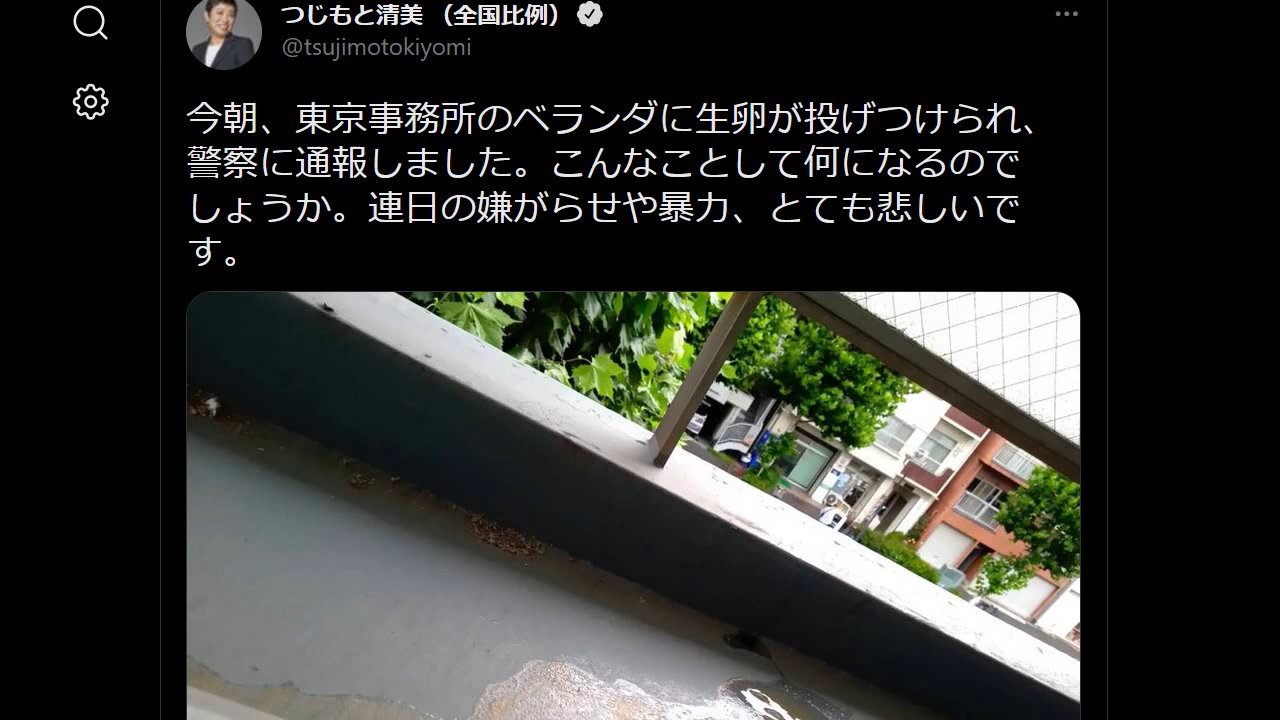 つじもと清美 （全国比例）
@tsujimotokiyomi
今朝、東京事務所のベランダに生卵が投げつけられ、
警察に通報しました。こんなことして何になるので
しょうか。連日の嫌がらせや暴力、とても悲しいで
す。